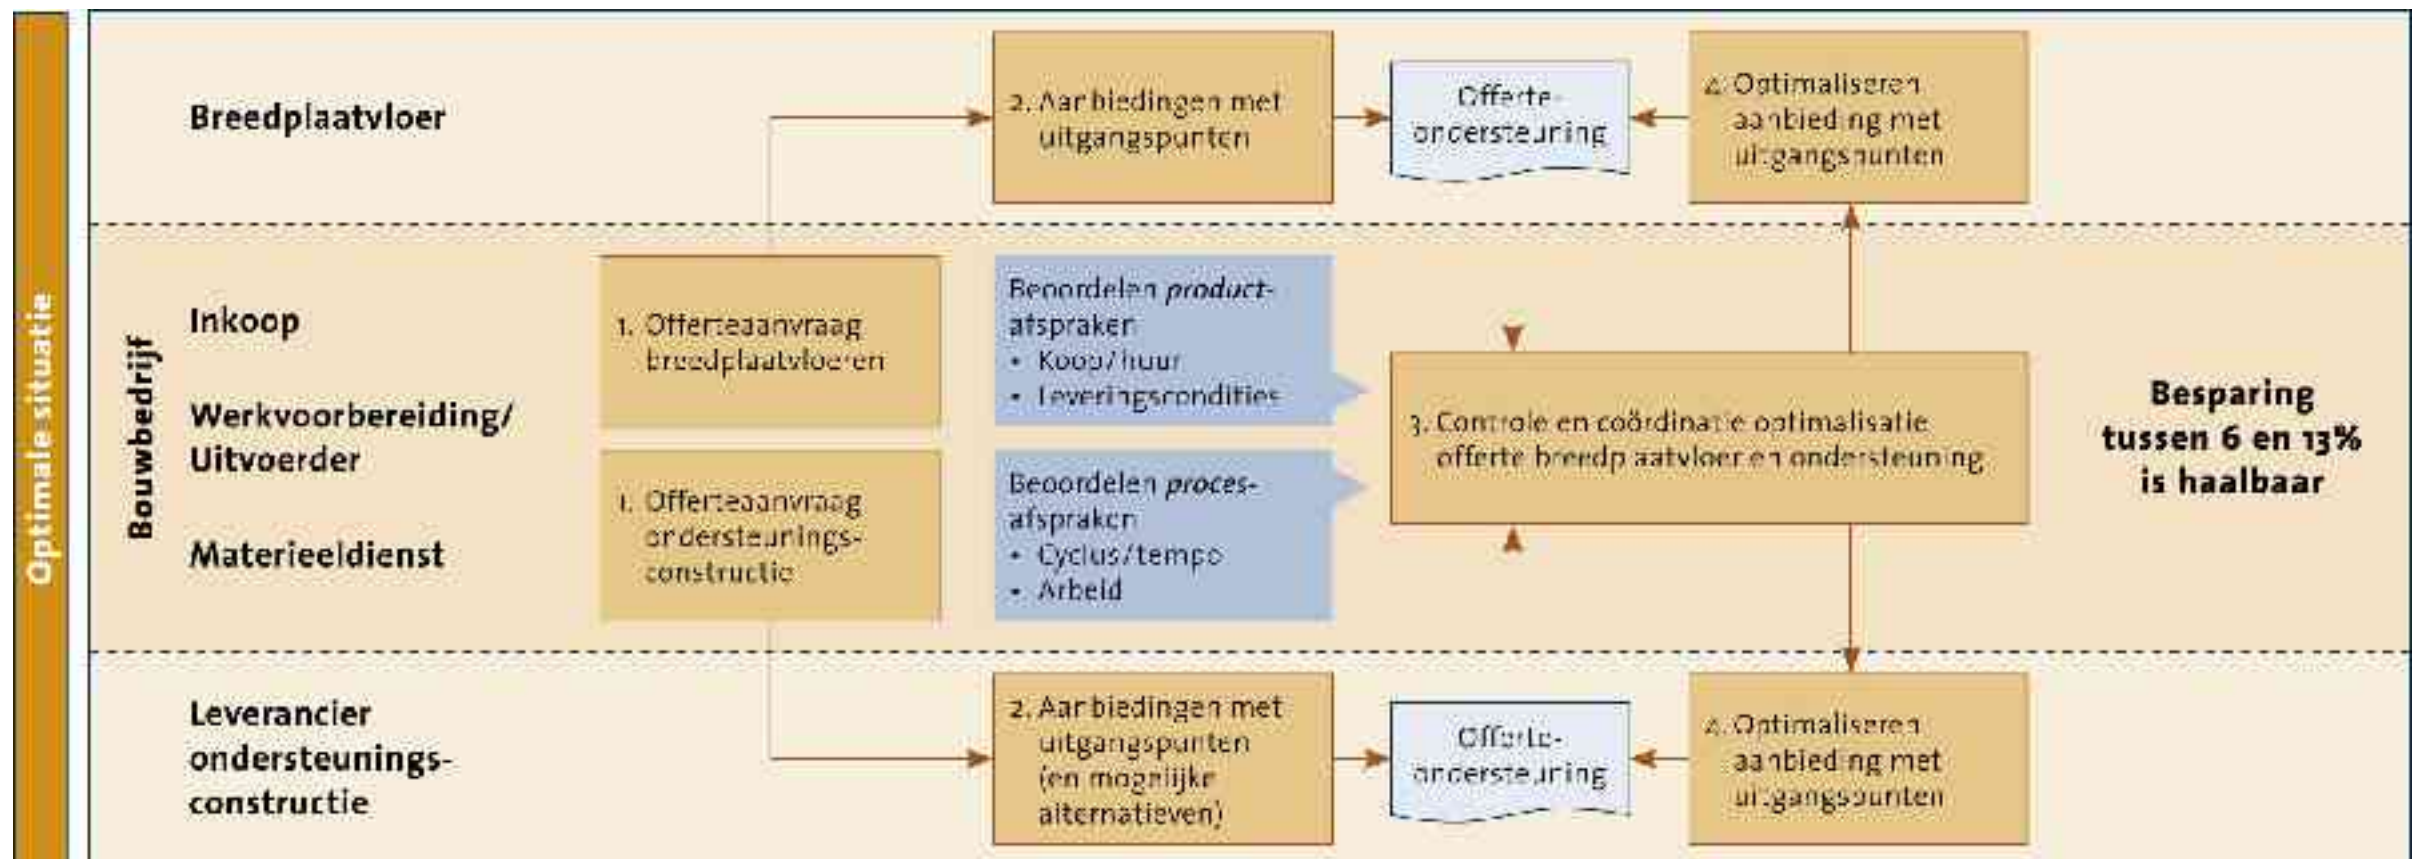 Optimale situatie
Breedplaatvloer
2. Aanbiedingen met
uitgangspunten
Offerte-
ondersteuning
4. Optimaliseren
aanbieding met
uitgangspunten
Bouwbedrijf
Inkoop
Werkvoorbereiding/
Uitvoerder
Materieeldienst
1. Offerteaanvraag
breedplaatvloeren
1. Offerteaanvraag
ondersteunings-
constructie
Beoordelen product-
afspraken
• Koop/huur
• Leveringscondities
Beoordelen proces-
afspraken
• Cyclus/tempo
• Arbeid
3. Controle en coördinatie optimalisatie
offerte breedplaatvloer en ondersteuning
Besparing
tussen 6 en 13%
is haalbaar
Leverancier
ondersteunings-
constructie
2. Aanbiedingen met
uitgangspunten
(en mogelijke
alternatieven)
Offerte-
ondersteuning
4. Optimaliseren
aanbieding met
uitgangspunten